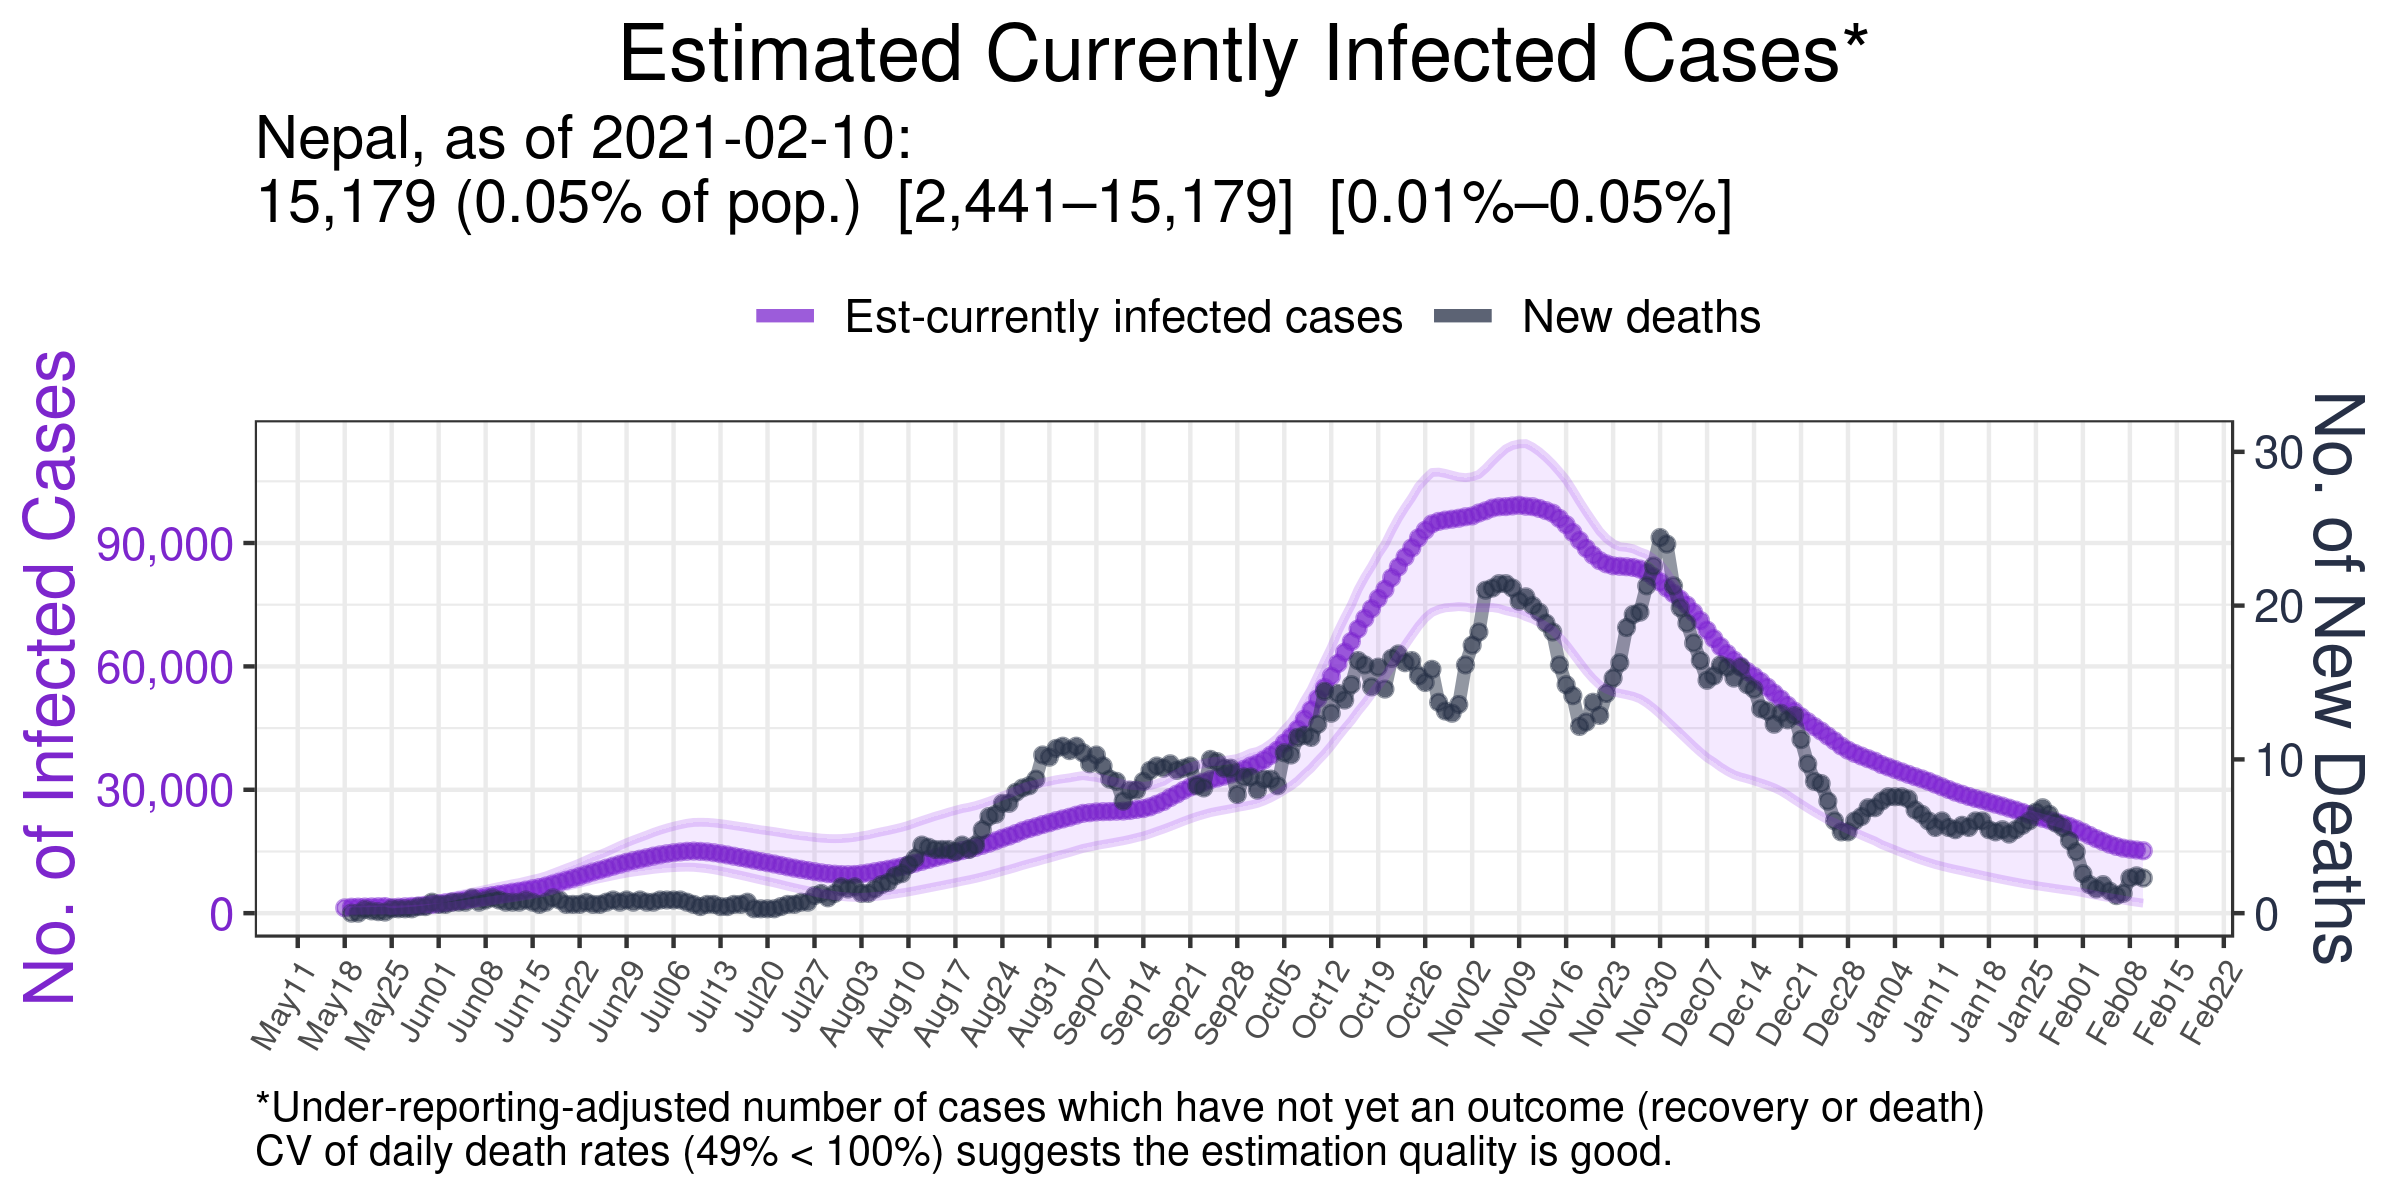 Estimated Currently Infected Cases*
Nepal, as of 2021-02-10:
15,179 (0.05% of pop.) [2,441–15,179] [0.01%–0.05%]
Est-currently infected cases New deaths
No. of Infected Cases
90,000
60,000
30,000
0
30
20
10
0
No. of New Deaths
May11 May18 May25 Jun01 Jun08 Jun15 Jun22 Jun29 Jul06 Jul13 Jul20 Jul27 Aug03 Aug10 Aug17 Aug24 Aug31 Sep07 Sep14 Sep21 Sep28 Oct05 Oct12 Oct19 Oct26 Nov02 Nov09 Nov16 Nov23 Nov30 Dec07 Dec14 Dec21 Dec28 Jan04 Jan11 Jan18 Jan25 Feb01 Feb08 Feb15 Feb22
*Under-reporting-adjusted number of cases which have not yet an outcome (recovery or death)
CV of daily death rates (49% < 100%) suggests the estimation quality is good.